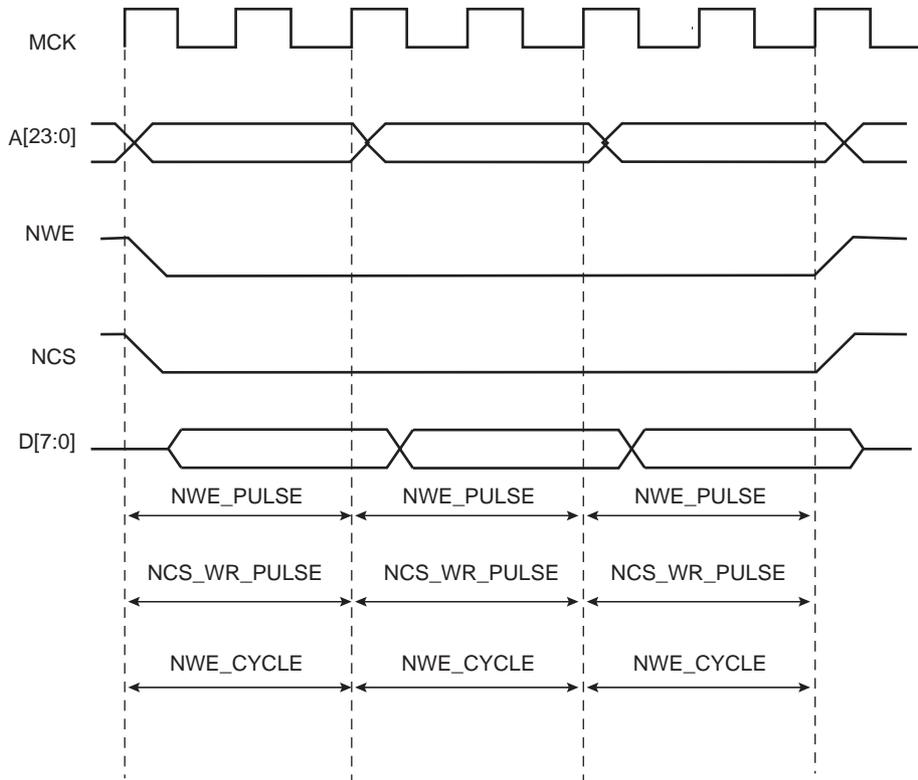 MCK
A[23:0]
NWE
NCS
D[7:0]
NWE_PULSE NWE_PULSE NWE_PULSE
NCS_WR_PULSE NCS_WR_PULSE NCS_WR_PULSE
NWE_CYCLE NWE_CYCLE NWE_CYCLE